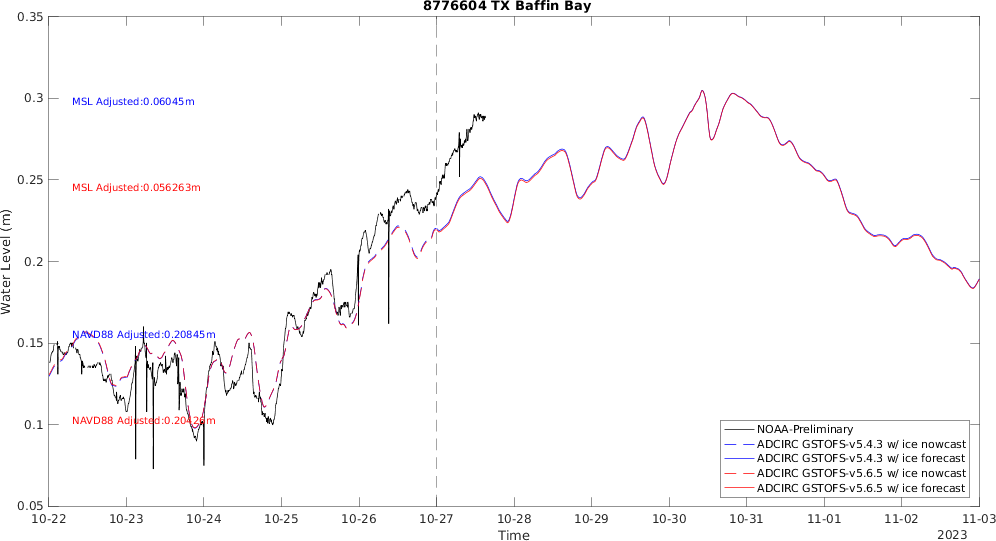 8776604 TX Baffin Bay
0.35
0.3
0.25
0.2
0.15
0.1
0.05
Water Level (m)
MSL Adjusted:0.06045m
MSL Adjusted:0.056263m
NAVD88 Adjusted:0.20845m
NAVD88 Adjusted:0.20426m
NOAA-Preliminary
ADCIRC GSTOFS-v5.4.3 w/ ice nowcast
ADCIRC GSTOFS-v5.4.3 w/ ice forecast
ADCIRC GSTOFS-v5.6.5 w/ ice nowcast
ADCIRC GSTOFS-v5.6.5 w/ ice forecast
10-22 10-23 10-24 10-25 10-26 10-27 10-28 10-29 10-30 10-31 11-01 11-02 11-03
Time
2023